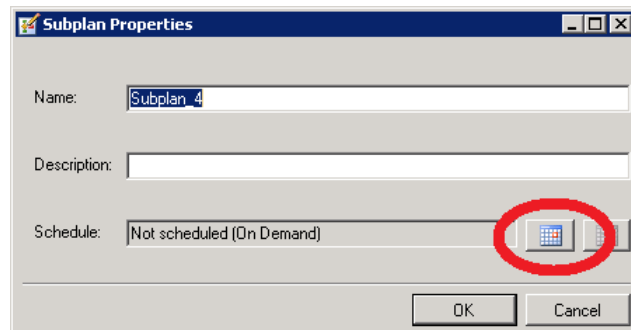 Subplan Properties
Name: Subplan_4
Description:
Schedule: Not scheduled (On Demand)
OK Cancel